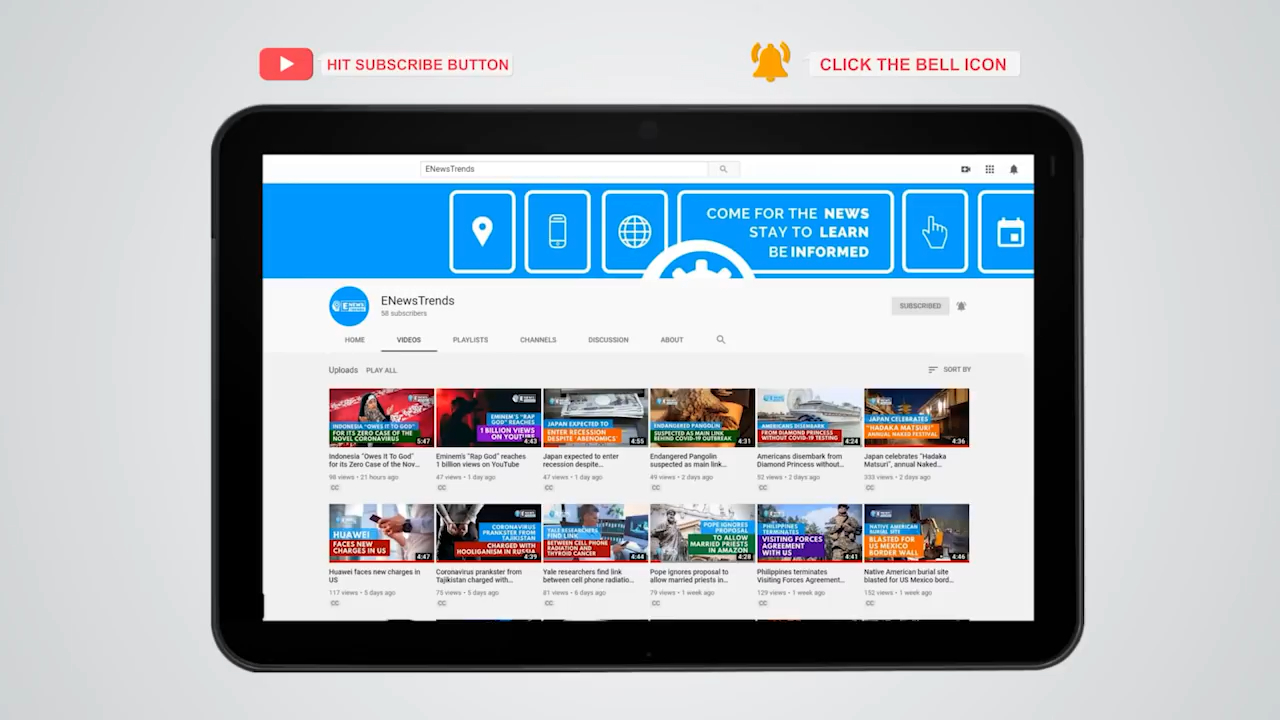 HIT SUBSCRIBE BUTTON
CLICK THE BELL ICON
ENewsTrends
COME FOR THE NEWS
STAY TO LEARN
BE INFORMED
ENewsTrends
58 subscribers
SUBSCRIBED
HOME VIDEOS PLAYLISTS CHANNELS DISCUSSION ABOUT
Uploads PLAY ALL
SORT BY
INDONESIA "OWES IT TO GOD"
FOR ITS ZERO CASE OF THE
NOVEL CORONAVIRUS
5:47
Indonesia "Owes It To God"
for its Zero Case of the Nov...
98 views • 21 hours ago
CC
EMINEM'S "RAP
GOD" REACHES
1 BILLION VIEWS
ON YOUTUBE
4:43
Eminem's "Rap God" reaches
1 billion views on YouTube
47 views • 1 day ago
CC
JAPAN EXPECTED TO
ENTER RECESSION
DESPITE 'ABENOMICS'
4:55
Japan expected to enter
recession despite...
47 views • 1 day ago
CC
ENDANGERED PANGOLIN
SUSPECTED AS MAIN LINK
BEHIND COVID-19 OUTBREAK
4:31
Endangered Pangolin
suspected as main link...
49 views • 2 days ago
CC
AMERICANS DISEMBARK
FROM DIAMOND PRINCESS
WITHOUT COVID-19 TESTING
4:24
Americans disembark from
Diamond Princess without...
52 views • 2 days ago
CC
JAPAN CELEBRATES
"HADAKA MATSURI"
ANNUAL NAKED FESTIVAL
4:36
Japan celebrates "Hadaka
Matsuri", annual Naked...
333 views • 2 days ago
CC
HUAWEI
FACES NEW
CHARGES IN US
4:47
Huawei faces new charges in
US
117 views • 5 days ago
CC
CORONAVIRUS
PRANKSTER FROM
TAJIKISTAN
CHARGED WITH
HOOLIGANISM IN RUSSIA
4:39
Coronavirus prankster from
Tajikistan charged with...
75 views • 5 days ago
CC
YALE RESEARCHERS
FIND LINK
BETWEEN CELL PHONE
RADIATION AND
THYROID CANCER
4:44
Yale researchers find link
between cell phone radiatio...
81 views • 6 days ago
CC
POPE IGNORES
PROPOSAL
TO ALLOW
MARRIED PRIESTS
IN AMAZON
4:28
Pope ignores proposal to
allow married priests in...
79 views • 1 week ago
CC
PHILIPPINES
TERMINATES
VISITING FORCES
AGREEMENT
WITH US
4:41
Philippines terminates
Visiting Forces Agreement...
129 views • 1 week ago
CC
NATIVE AMERICAN
BURIAL SITE
BLASTED FOR
US MEXICO
BORDER WALL
4:46
Native American burial site
blasted for US Mexico bord...
152 views • 1 week ago
CC